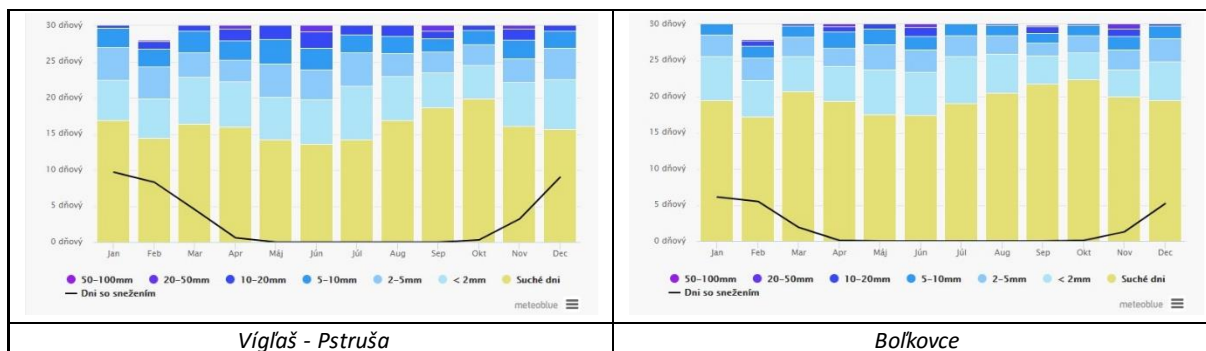 30 dňový
25 dňový
20 dňový
15 dňový
10 dňový
5 dňový
0 dňový
Jan Feb Mar Apr Máj Jún Júl Aug Sep Okt Nov Dec
50-100mm 20-50mm 10-20mm 5-10mm 2-5mm < 2mm Suché dni
Dni so snežením
meteoblue
Vígľaš - Pstruša
30 dňový
25 dňový
20 dňový
15 dňový
10 dňový
5 dňový
0 dňový
Jan Feb Mar Apr Máj Jún Júl Aug Sep Okt Nov Dec
50-100mm 20-50mm 10-20mm 5-10mm 2-5mm < 2mm Suché dni
Dni so snežením
meteoblue
Boľkovce